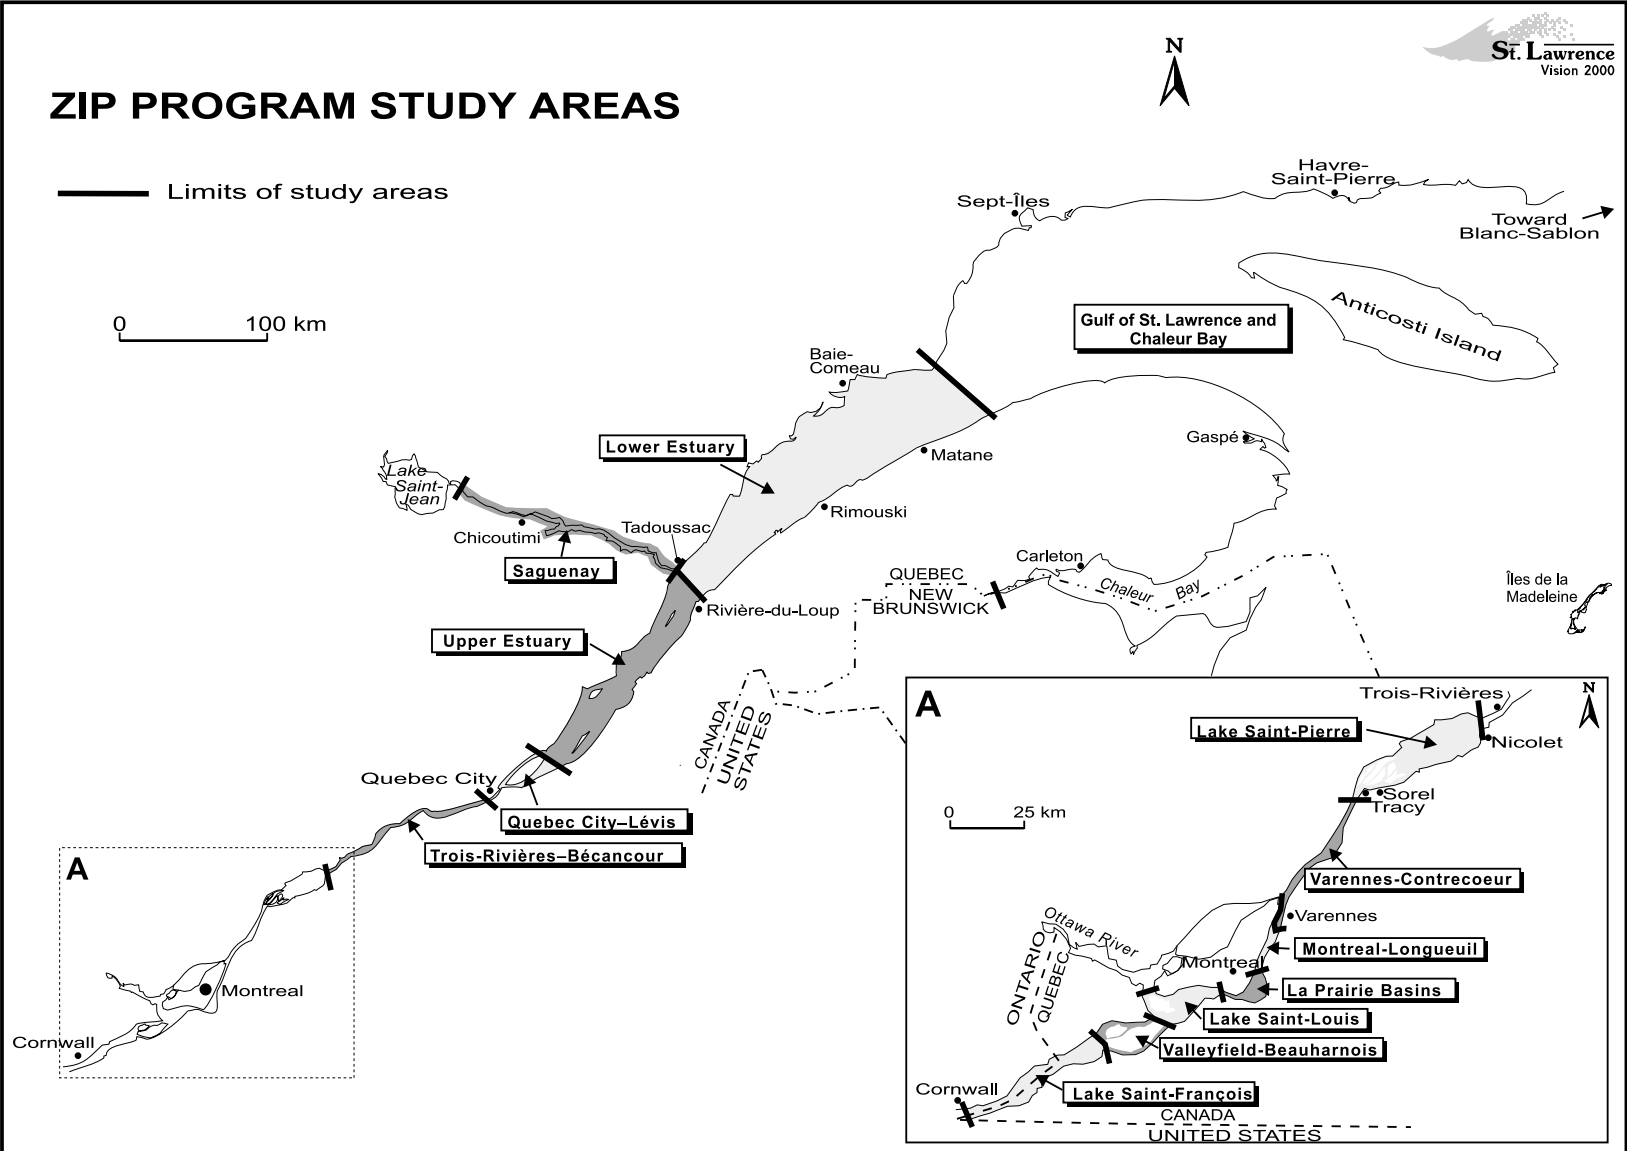 St. Lawrence
Vision 2000
N
ZIP PROGRAM STUDY AREAS
Limits of study areas
0 100 km
Havre-
Saint-Pierre
Sept-Îles
Toward
Blanc-Sablon
Anticosti Island
Gulf of St. Lawrence and
Chaleur Bay
Baie-
Comeau
Lower Estuary
Matane
Gaspé
Lake
Saint-
Jean
Rimouski
Chicoutimi
Tadoussac
Saguenay
Carleton
QUEBEC
NEW
BRUNSWICK
Chaleur Bay
Îles de la
Madeleine
Rivière-du-Loup
Upper Estuary
CANADA
UNITED
STATES
Quebec City
Quebec City–Lévis
Trois-Rivières–Bécancour
A
Montreal
Cornwall
A
N
Trois-Rivières
Lake Saint-Pierre
Nicolet
Sorel
Tracy
0 25 km
Varennes-Contrecoeur
Varennes
Ottawa River
ONTARIO
QUEBEC
Montreal
Montreal-Longueuil
La Prairie Basins
Lake Saint-Louis
Valleyfield-Beauharnois
Cornwall
Lake Saint-François
CANADA
UNITED STATES